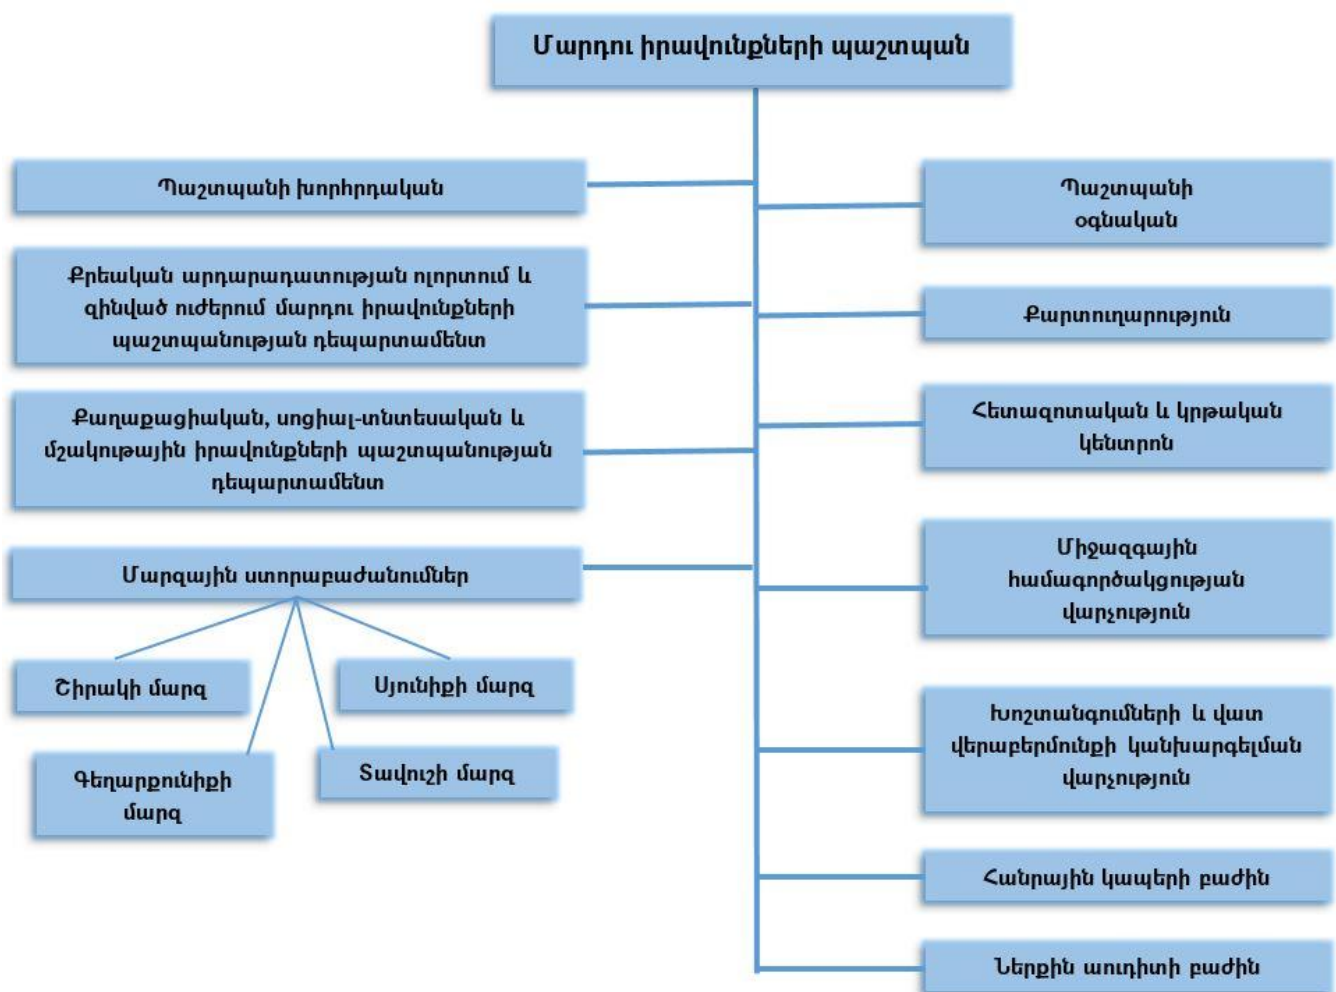 Մարդու իրավունքների պաշտպան
Պաշտպանի խորհրդական
Քրեական արդարադատության ոլորտում և
զինված ուժերում մարդու իրավունքների
պաշտպանության դեպարտամենտ
Քաղաքացիական, սոցիալ-տնտեսական և
մշակութային իրավունքների պաշտպանության
դեպարտամենտ
Մարզային ստորաբաժանումներ
Շիրակի մարզ
Սյունիքի մարզ
Գեղարքունիքի
մարզ
Տավուշի մարզ
Պաշտպանի
օգնական
Քարտուղարություն
Հետազոտական և կրթական
կենտրոն
Միջազգային
համագործակցության
վարչություն
Խոշտանգումների և վատ
վերաբերմունքի կանխարգելման
վարչություն
Հանրային կապերի բաժին
Ներքին աուդիտի բաժին